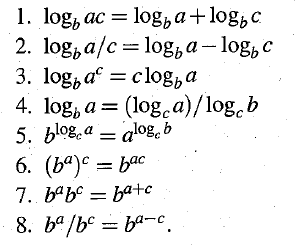 1. log_b ac = log_b a + log_b c
2. log_b a/c = log_b a − log_b c
3. log_b a^c = c log_b a
4. log_b a = (log_c a)/log_c b
5. b^{log_c a} = a^{log_c b}
6. (b^a)^c = b^{ac}
7. b^a b^c = b^{a+c}
8. b^a/b^c = b^{a−c}.